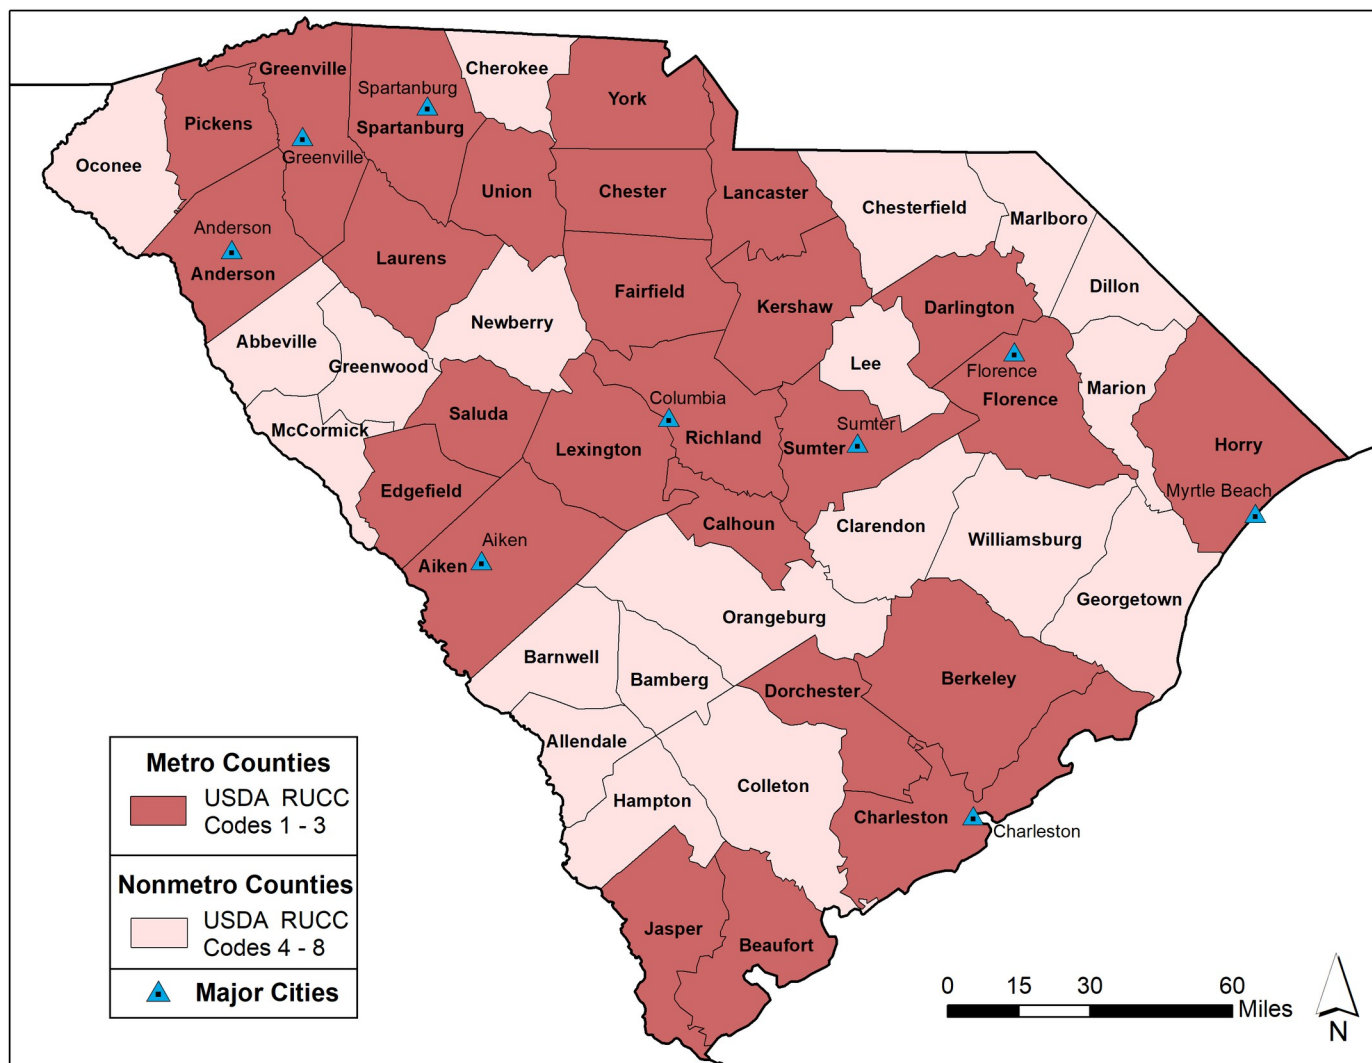 Greenville
Cherokee
Spartanburg
York
Pickens
Spartanburg
Greenville
Oconee
Union
Chester
Lancaster
Chesterfield
Marlboro
Anderson
Anderson
Laurens
Fairfield
Kershaw
Darlington
Dillon
Newberry
Abbeville
Greenwood
Lee
Florence
Marion
Florence
Saluda
Columbia
McCormick
Lexington
Richland
Sumter
Sumter
Horry
Edgefield
Myrtle Beach
Calhoun
Clarendon
Williamsburg
Aiken
Aiken
Georgetown
Orangeburg
Barnwell
Bamberg
Dorchester
Berkeley
Allendale
Colleton
Hampton
Charleston
Charleston
Jasper
Beaufort
Metro Counties
USDA RUCC
Codes 1 - 3
Nonmetro Counties
USDA RUCC
Codes 4 - 8
Major Cities
0 15 30 60
Miles
N